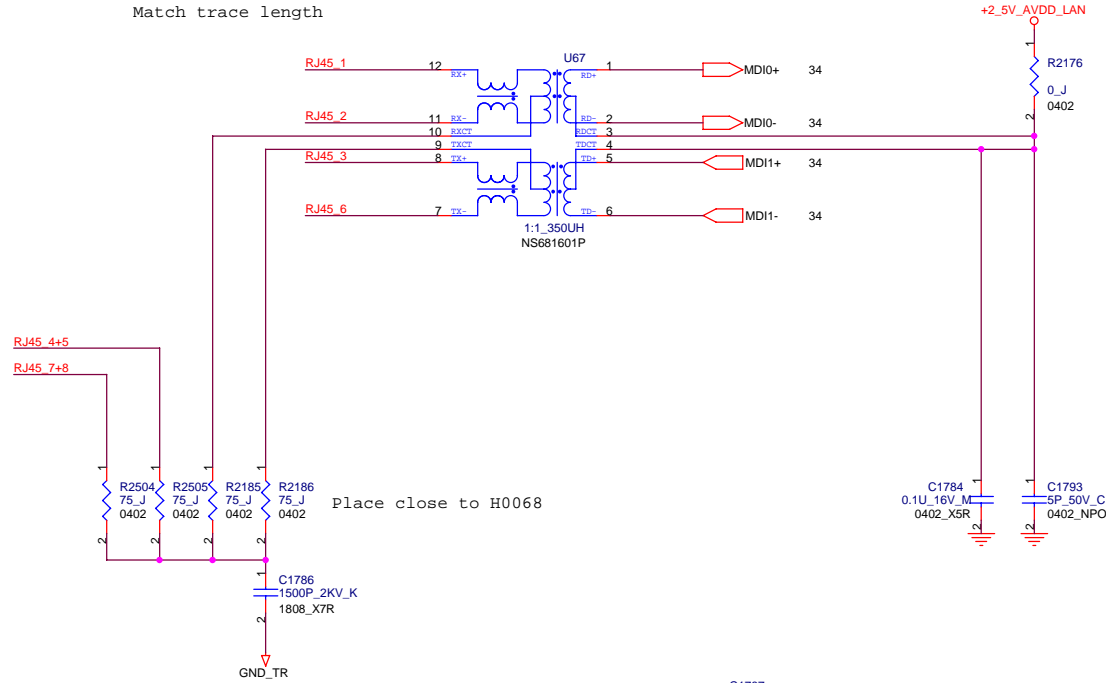 Match trace length
+2_5V_AVDD_LAN
U67
RJ45_1 12 RX+ RD+ 1 MDI0+ 34
1 R2176
0_J
0402
2
RJ45_2 11 RX- RD- 2 MDI0- 34
10 RXCT RDCT 3
9 TXCT TDCT 4
RJ45_3 8 TX+ TD+ 5 MDI1+ 34
RJ45_6 7 TX- TD- 6 MDI1- 34
1:1_350UH
NS681601P
RJ45_4+5
RJ45_7+8
1 1 1 1
R2504 R2505 R2185 R2186
75_J 75_J 75_J 75_J
0402 0402 0402 0402
2 2 2 2
Place close to H0068
1 C1784
0.1U_16V_M
0402_X5R
2
1 C1793
5P_50V_C
0402_NPO
2
1 C1786
1500P_2KV_K
1808_X7R
2
GND_TR